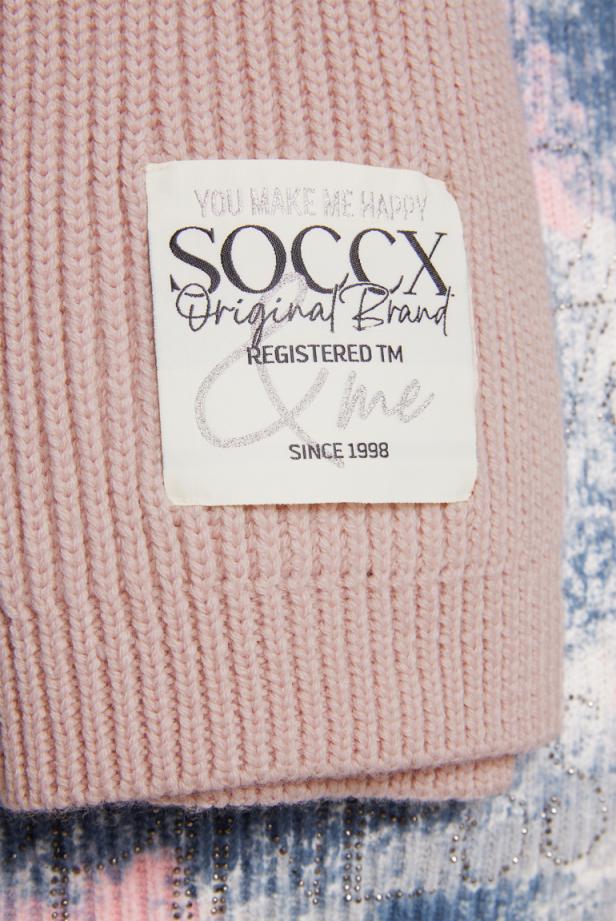 YOU MAKE ME HAPPY
SOCCX
Original Brand
REGISTERED TM
& me
SINCE 1998